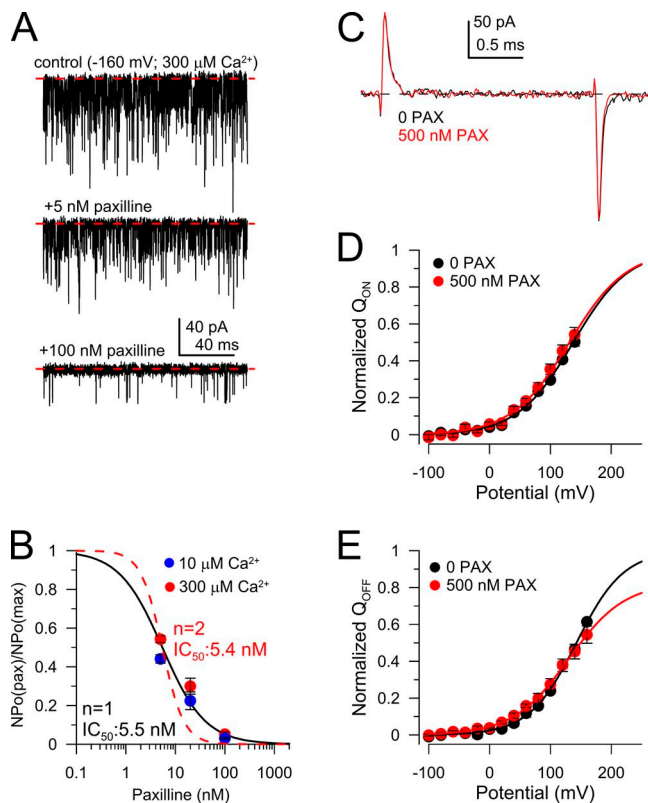 A
control (-160 mV; 300 μM Ca²⁺)
+5 nM paxilline
40 pA
40 ms
+100 nM paxilline
B
NPo(pax)/NPo(max)
1
0.8
0.6
0.4
0.2
0
10 μM Ca²⁺
300 μM Ca²⁺
n=2
IC₅₀:5.4 nM
n=1
IC₅₀:5.5 nM
0.1 1 10 100 1000
Paxilline (nM)
C
50 pA
0.5 ms
0 PAX
500 nM PAX
D
Normalized Q_ON
1
0.8
0.6
0.4
0.2
0
0 PAX
500 nM PAX
-100 0 100 200
Potential (mV)
E
Normalized Q_OFF
1
0.8
0.6
0.4
0.2
0
0 PAX
500 nM PAX
-100 0 100 200
Potential (mV)